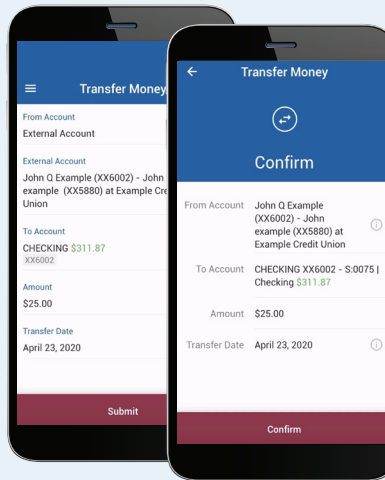 Transfer Money
From Account
External Account
External Account
John Q Example (XX6002) - John
example (XX5880) at Example Cre
Union
To Account
CHECKING $311.87
XX6002
Amount
$25.00
Transfer Date
April 23, 2020
Submit
Transfer Money
Confirm
From Account John Q Example
(XX6002) - John
example (XX5880) at
Example Credit Union
To Account CHECKING XX6002 - S:0075 |
Checking $311.87
Amount $25.00
Transfer Date April 23, 2020
Confirm